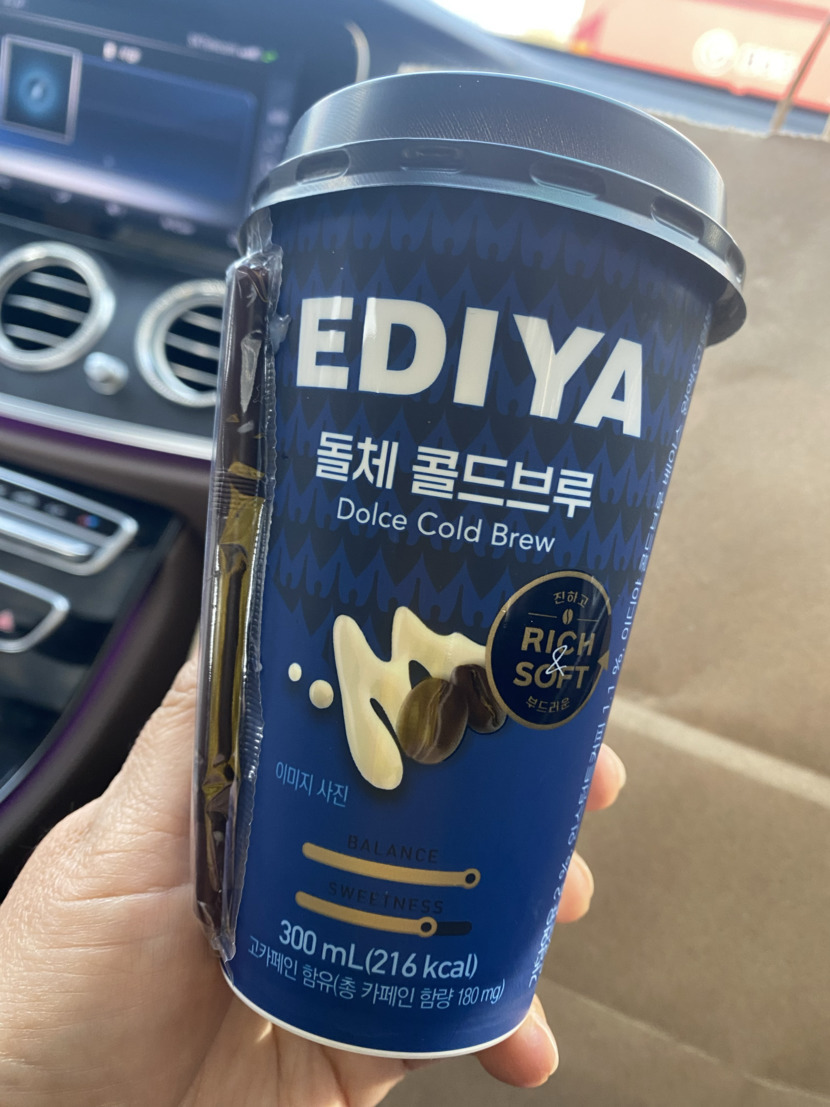 EDIYA
돌체 콜드브루
Dolce Cold Brew
진하고
RICH
&
SOFT
부드러운
이미지 사진
BALANCE
SWEETNESS
300 mL(216 kcal)
고카페인 함유(총 카페인 함량 180 mg)